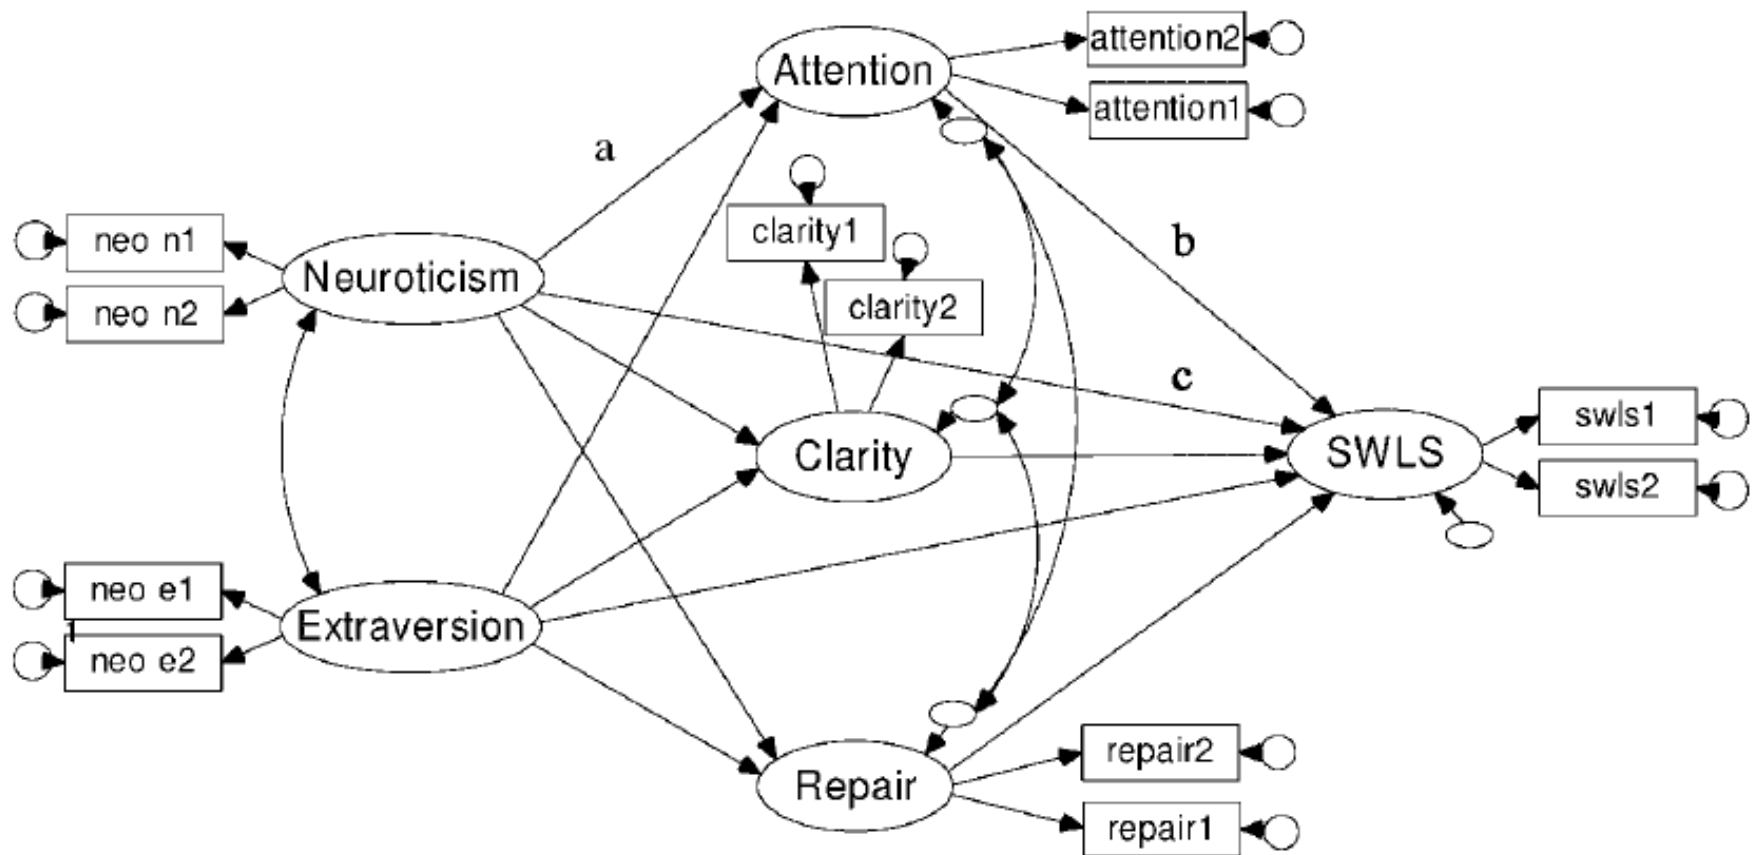 attention2
Attention
attention1
a
clarity1
neo n1
b
Neuroticism
clarity2
neo n2
c
swls1
Clarity
SWLS
swls2
neo e1
1
Extraversion
neo e2
repair2
Repair
repair1